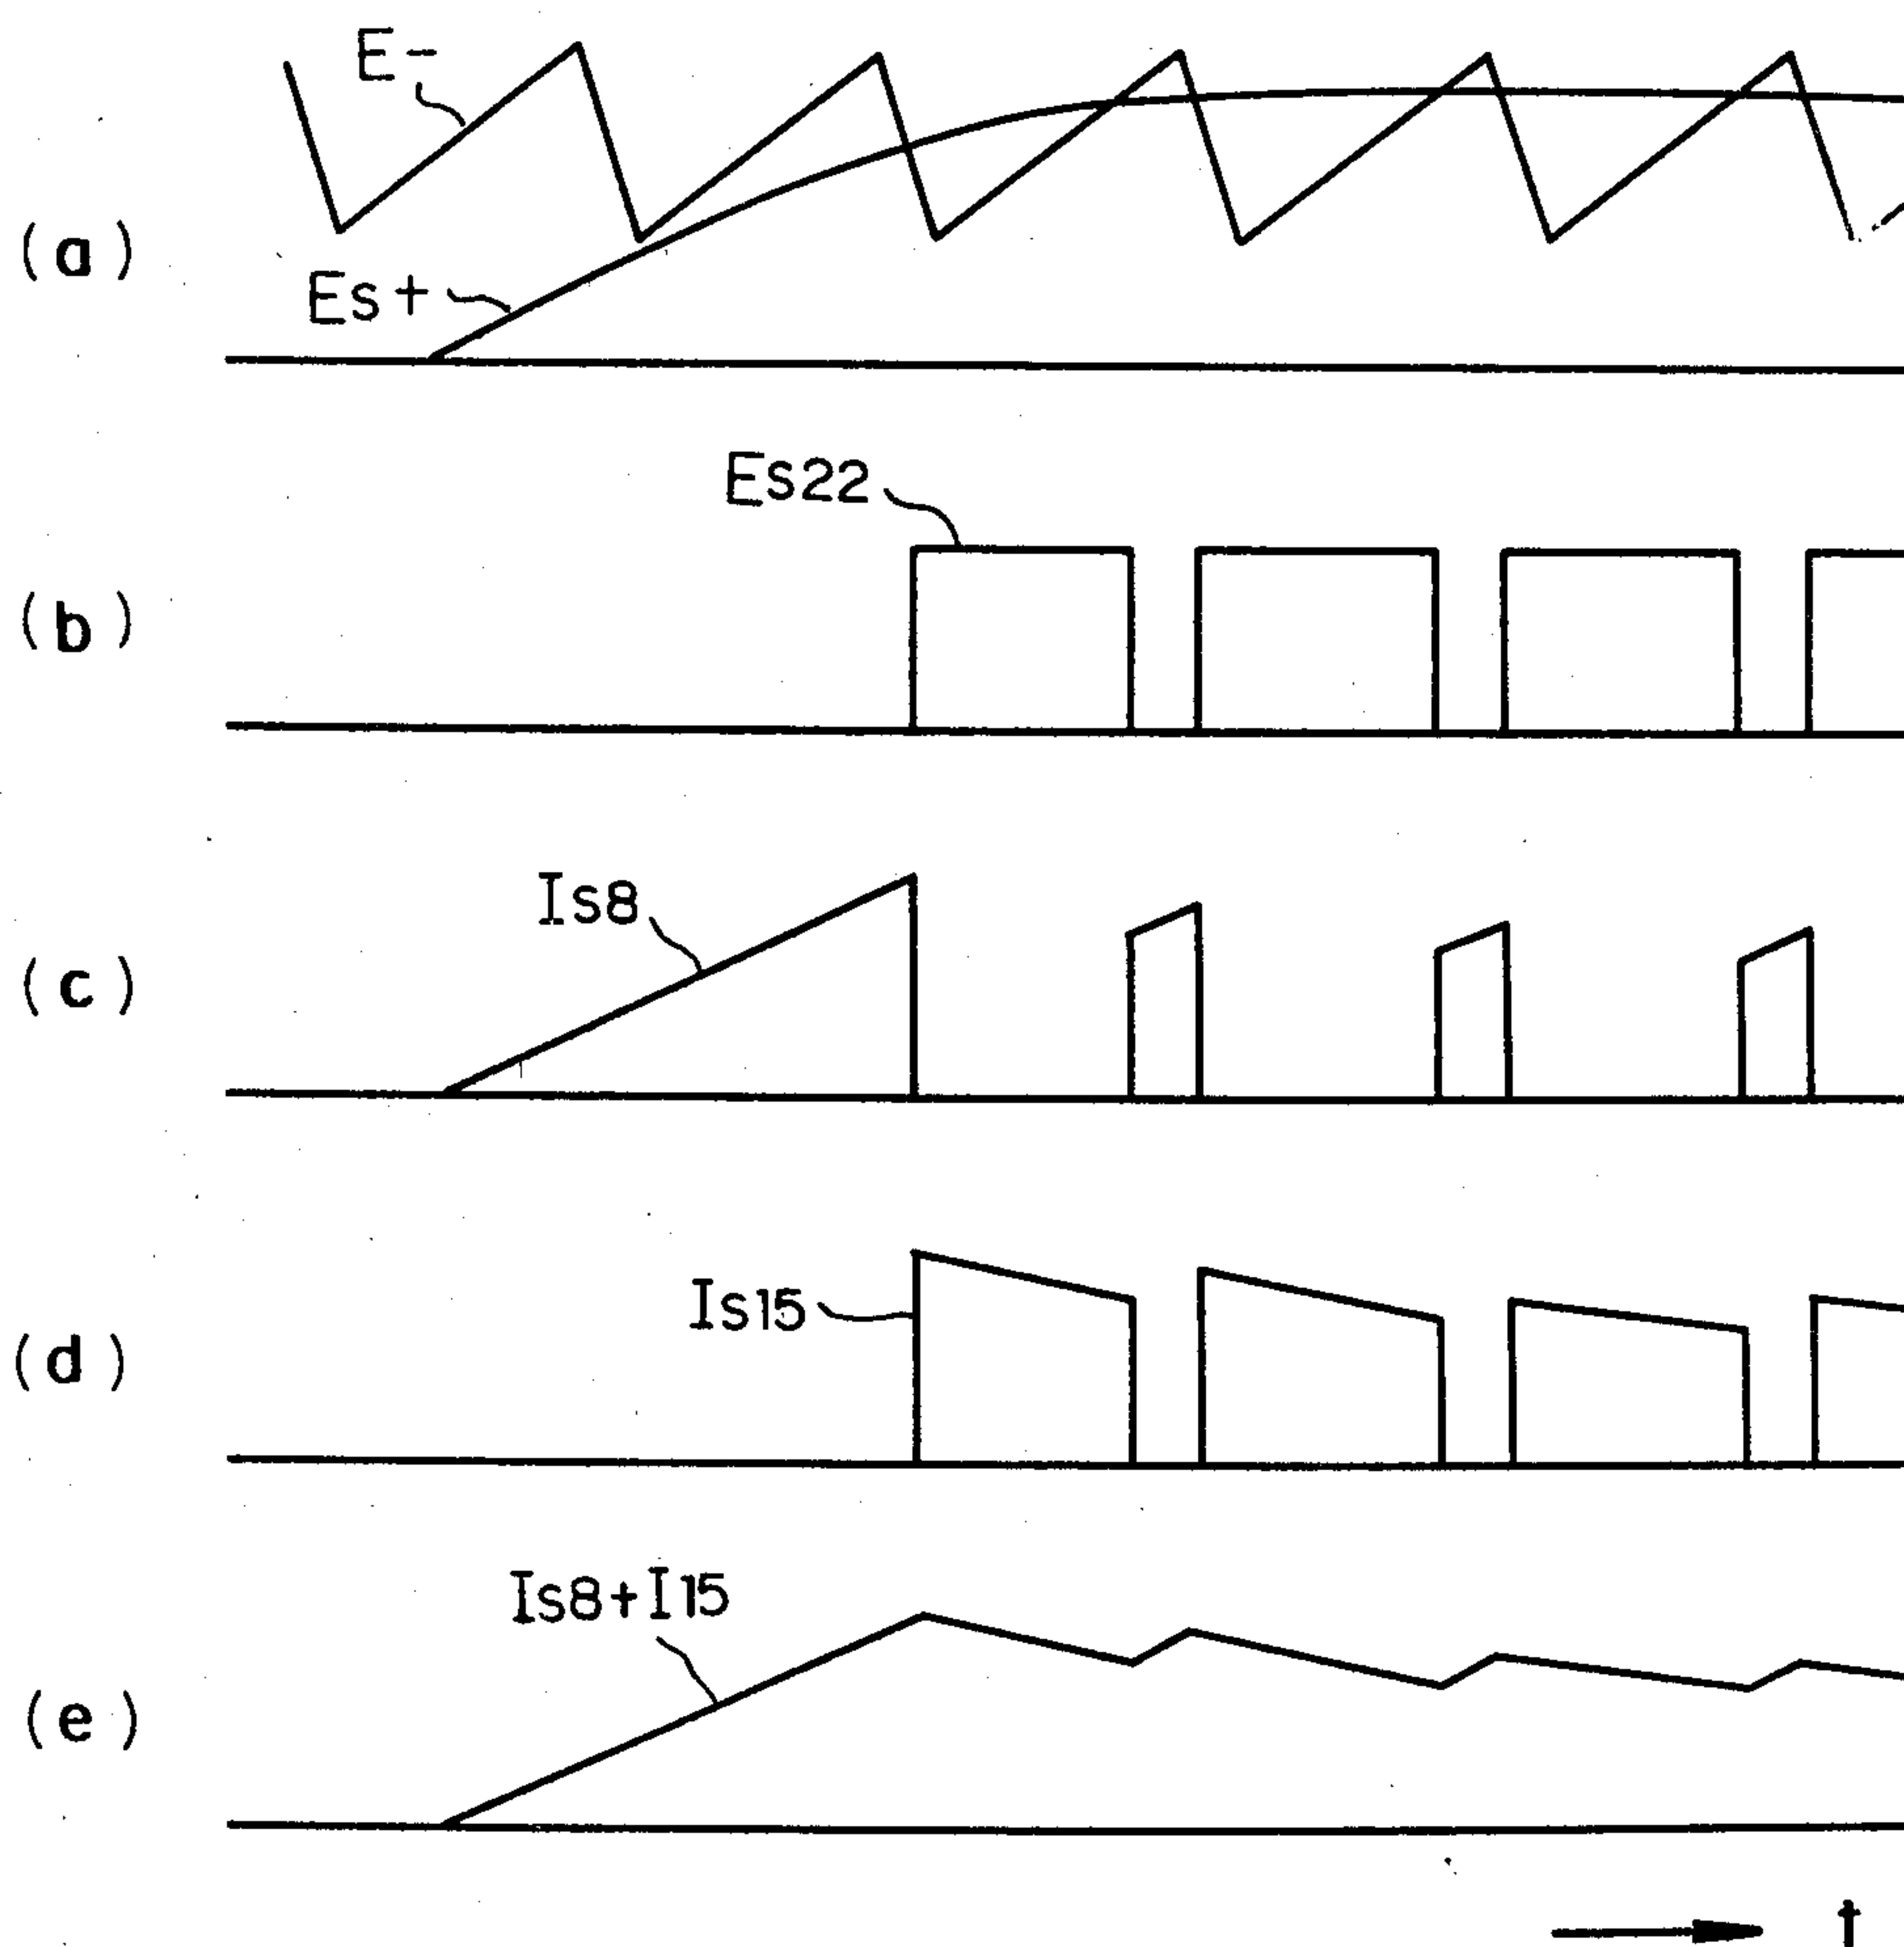 E-
(a)
Es+
Es22
(b)
Is8
(c)
Is15
(d)
Is8+I15
(e)
t